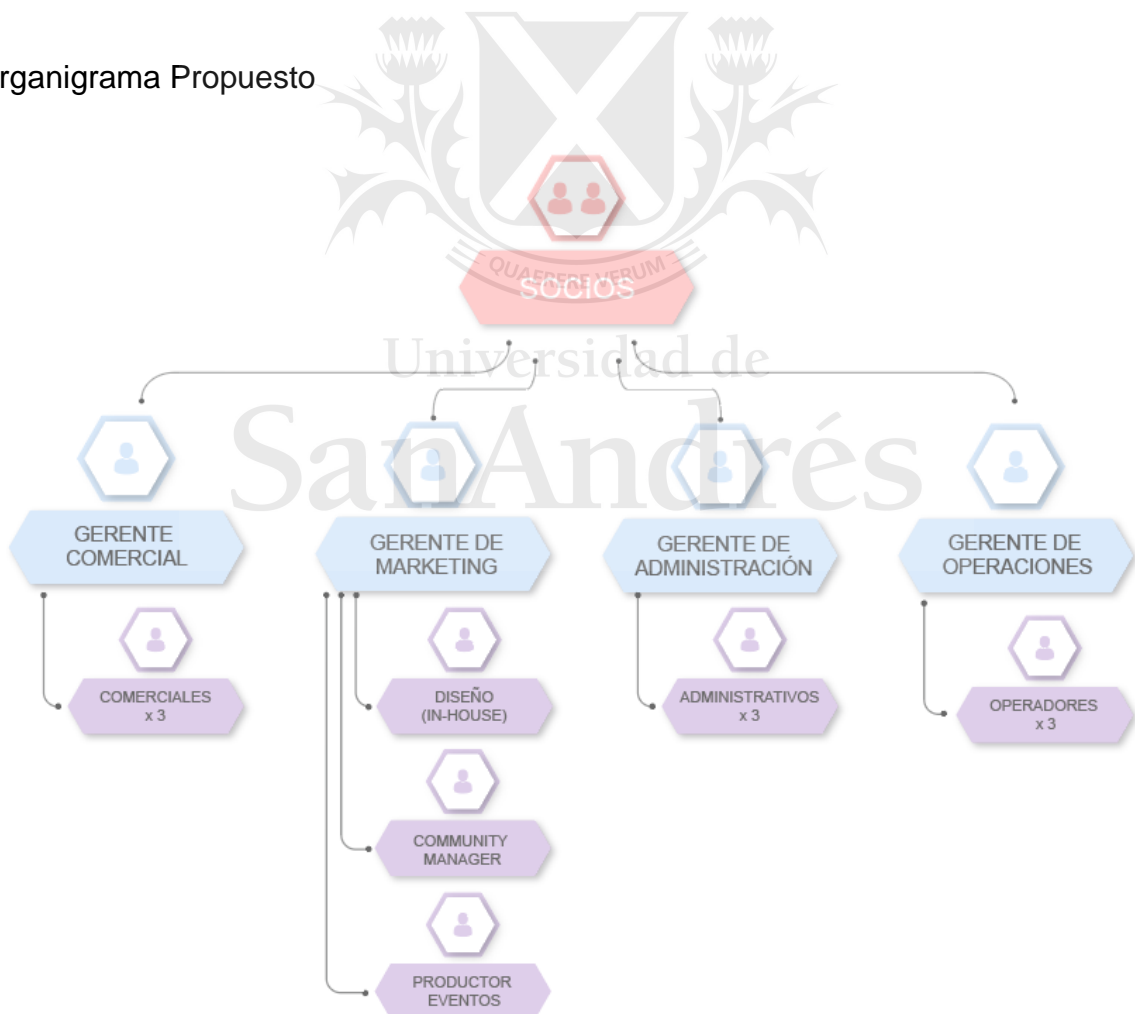 rganigrama Propuesto
QUAERERE VERUM
SOCIOS
Universidad de
SanAndrés
GERENTE
COMERCIAL
GERENTE DE
MARKETING
GERENTE DE
ADMINISTRACIÓN
GERENTE DE
OPERACIONES
COMERCIALES
x 3
DISEÑO
(IN-HOUSE)
ADMINISTRATIVOS
x 3
OPERADORES
x 3
COMMUNITY
MANAGER
PRODUCTOR
EVENTOS